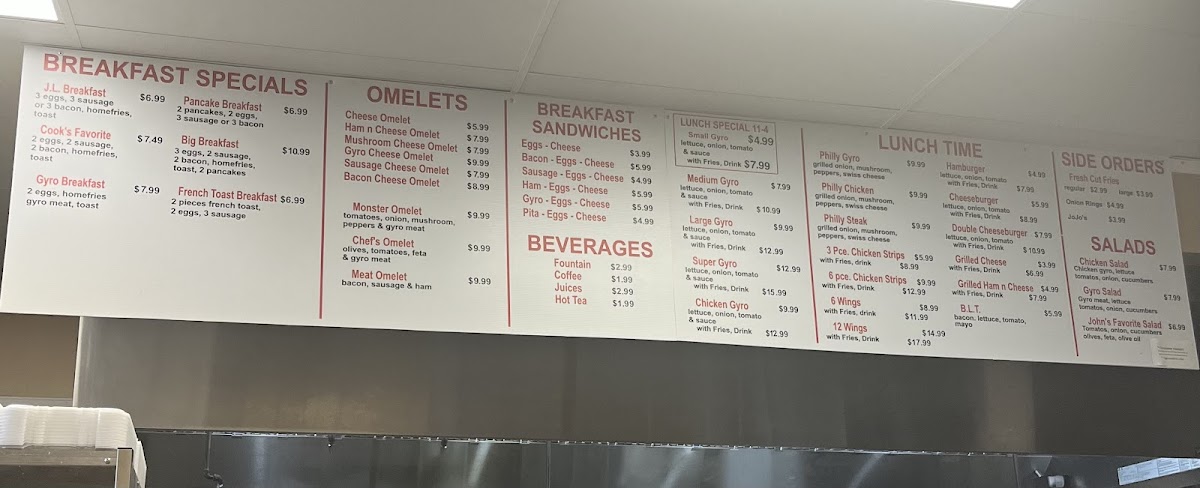 BREAKFAST SPECIALS
J.L. Breakfast $6.99
3 eggs, 3 sausage
or 3 bacon, homefries,
toast
Cook's Favorite $7.49
2 eggs, 2 sausage,
2 bacon, homefries,
toast
Gyro Breakfast $7.99
2 eggs, homefries
gyro meat, toast
Pancake Breakfast $6.99
2 pancakes, 2 eggs,
3 sausage or 3 bacon
Big Breakfast $10.99
3 eggs, 2 sausage,
2 bacon, homefries,
toast, 2 pancakes
French Toast Breakfast $6.99
2 pieces french toast,
2 eggs, 3 sausage
OMELETS
Cheese Omelet $5.99
Ham n Cheese Omelet $7.99
Mushroom Cheese Omelet $7.99
Gyro Cheese Omelet $9.99
Sausage Cheese Omelet $7.99
Bacon Cheese Omelet $8.99
Monster Omelet $9.99
tomatoes, onion, mushroom,
peppers & gyro meat
Chef's Omelet $9.99
olives, tomatoes, feta
& gyro meat
Meat Omelet $9.99
bacon, sausage & ham
BREAKFAST
SANDWICHES
Eggs - Cheese $3.99
Bacon - Eggs - Cheese $5.99
Sausage - Eggs - Cheese $4.99
Ham - Eggs - Cheese $5.99
Gyro - Eggs - Cheese $5.99
Pita - Eggs - Cheese $4.99
BEVERAGES
Fountain $2.99
Coffee $1.99
Juices $2.99
Hot Tea $1.99
LUNCH SPECIAL 11-4
Small Gyro $4.99
lettuce, onion, tomato
& sauce
with Fries, Drink $7.99
Medium Gyro $7.99
lettuce, onion, tomato
& sauce
with Fries, Drink $10.99
Large Gyro $9.99
lettuce, onion, tomato
& sauce
with Fries, Drink $12.99
Super Gyro $12.99
lettuce, onion, tomato
& sauce
with Fries, Drink $15.99
Chicken Gyro $9.99
lettuce, onion, tomato
& sauce
with Fries, Drink $12.99
LUNCH TIME
Philly Gyro $9.99
grilled onion, mushroom,
peppers, swiss cheese
Philly Chicken $9.99
grilled onion, mushroom,
peppers, swiss cheese
Philly Steak $9.99
grilled onion, mushroom,
peppers, swiss cheese
3 Pce. Chicken Strips $5.99
with Fries, drink $8.99
6 pce. Chicken Strips $9.99
with Fries, Drink $12.99
6 Wings $8.99
with Fries, drink $11.99
12 Wings $14.99
with Fries, Drink $17.99
Hamburger $4.99
lettuce, onion, tomato
with Fries, Drink $7.99
Cheeseburger $5.99
lettuce, onion, tomato
with Fries, Drink $8.99
Double Cheeseburger $7.99
lettuce, onion, tomato
with Fries, Drink $10.99
Grilled Cheese $3.99
with Fries, Drink $6.99
Grilled Ham n Cheese $4.99
with Fries, Drink $7.99
B.L.T. $5.99
bacon, lettuce, tomato,
mayo
SIDE ORDERS
Fresh Cut Fries
regular $2.99 large $3.99
Onion Rings $4.99
JoJo's $3.99
SALADS
Chicken Salad $7.99
Chicken gyro, lettuce
tomatos, onion, cucumbers
Gyro Salad $7.99
Gyro meat, lettuce
Tomatos, onion, cucumbers
John's Favorite Salad $6.99
Tomatos, onion, cucumbers
olives, feta, olive oil